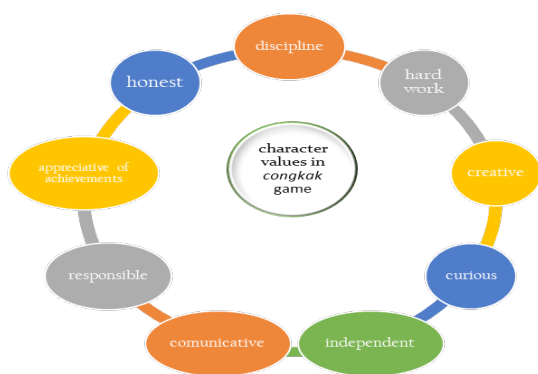 discipline
hard
work
creative
curious
independent
comunicative
responsible
appreciative of
achievements
honest
character
values in
congkak
game